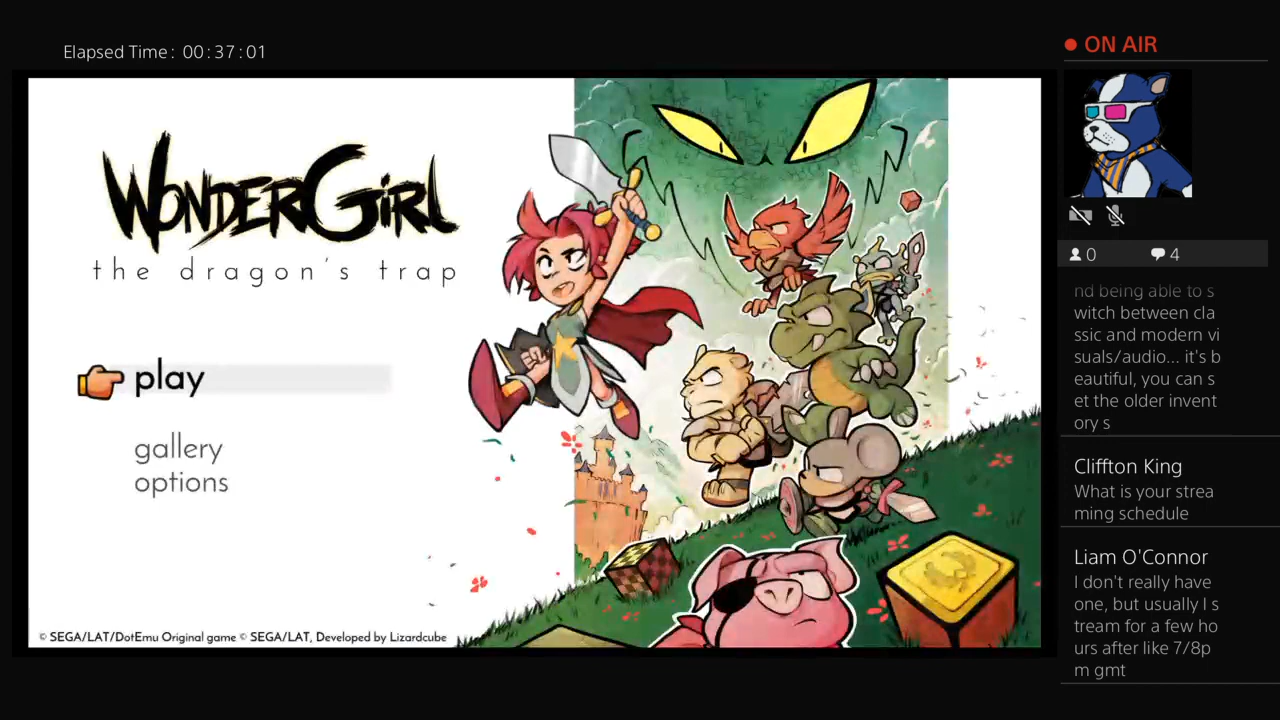 Elapsed Time: 00:37:01
ON AIR
WonderGirl
the dragon's trap
play
gallery
options
© SEGA/LAT/DotEmu Original game © SEGA/LAT, Developed by Lizardcube
0
4
nd being able to s
witch between cla
ssic and modern vi
suals/audio... it's b
eautiful, you can s
et the older invent
ory s
Cliffton King
What is your strea
ming schedule
Liam O'Connor
I don't really have
one, but usually I s
tream for a few ho
urs after like 7/8p
m gmt